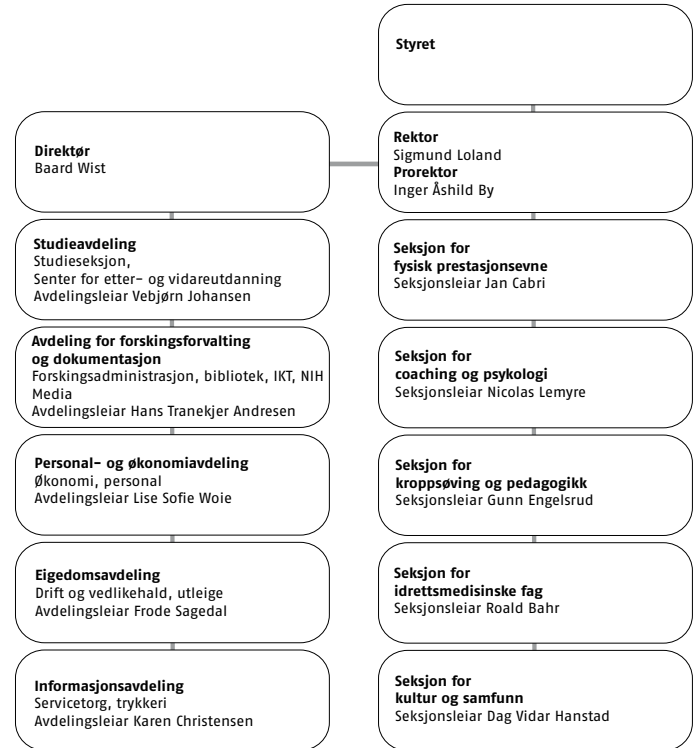 Styret
Direktør
Baard Wist
Rektor
Sigmund Loland
Prorektor
Inger Åshild By
Studieavdeling
Studieseksjon,
Senter for etter- og vidareutdanning
Avdelingsleiar Vebjørn Johansen
Seksjon for
fysisk prestasjonsevne
Seksjonsleiar Jan Cabri
Avdeling for forskingsforvalting
og dokumentasjon
Forskingsadministrasjon, bibliotek, IKT, NIH
Media
Avdelingsleiar Hans Tranekjer Andresen
Seksjon for
coaching og psykologi
Seksjonsleiar Nicolas Lemyre
Personal- og økonomiavdeling
Økonomi, personal
Avdelingsleiar Lise Sofie Woie
Seksjon for
kroppsøving og pedagogikk
Seksjonsleiar Gunn Engelsrud
Eigedomsavdeling
Drift og vedlikehald, utleige
Avdelingsleiar Frode Sagedal
Seksjon for
idrettsmedisinske fag
Seksjonsleiar Roald Bahr
Informasjonsavdeling
Servicetorg, trykkeri
Avdelingsleiar Karen Christensen
Seksjon for
kultur og samfunn
Seksjonsleiar Dag Vidar Hanstad